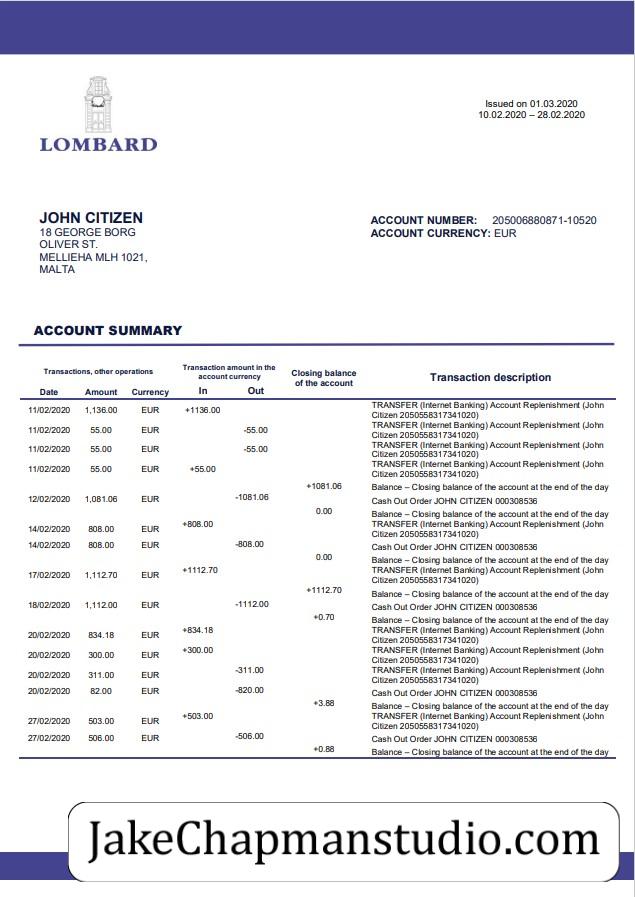 Issued on 01.03.2020
10.02.2020 – 28.02.2020
LOMBARD
JOHN CITIZEN
18 GEORGE BORG
OLIVER ST.
MELLIEHA MLH 1021,
MALTA
ACCOUNT NUMBER: 205006880871-10520
ACCOUNT CURRENCY: EUR
ACCOUNT SUMMARY
Transactions, other operations
Transaction amount in the
account currency
Closing balance
of the account
Transaction description
Date Amount Currency In Out
11/02/2020 1,136.00 EUR +1136.00 TRANSFER (Internet Banking) Account Replenishment (John
Citizen 2050558317341020)
11/02/2020 55.00 EUR -55.00 TRANSFER (Internet Banking) Account Replenishment (John
Citizen 2050558317341020)
11/02/2020 55.00 EUR -55.00 TRANSFER (Internet Banking) Account Replenishment (John
Citizen 2050558317341020)
11/02/2020 55.00 EUR +55.00 TRANSFER (Internet Banking) Account Replenishment (John
Citizen 2050558317341020)
+1081.06 Balance – Closing balance of the account at the end of the day
12/02/2020 1,081.06 EUR -1081.06 Cash Out Order JOHN CITIZEN 000308536
0.00 Balance – Closing balance of the account at the end of the day
14/02/2020 808.00 EUR +808.00 TRANSFER (Internet Banking) Account Replenishment (John
Citizen 2050558317341020)
14/02/2020 808.00 EUR -808.00 Cash Out Order JOHN CITIZEN 000308536
0.00 Balance – Closing balance of the account at the end of the day
17/02/2020 1,112.70 EUR +1112.70 TRANSFER (Internet Banking) Account Replenishment (John
Citizen 2050558317341020)
+1112.70 Balance – Closing balance of the account at the end of the day
18/02/2020 1,112.00 EUR -1112.00 Cash Out Order JOHN CITIZEN 000308536
+0.70 Balance – Closing balance of the account at the end of the day
20/02/2020 834.18 EUR +834.18 TRANSFER (Internet Banking) Account Replenishment (John
Citizen 2050558317341020)
20/02/2020 300.00 EUR +300.00 TRANSFER (Internet Banking) Account Replenishment (John
Citizen 2050558317341020)
20/02/2020 311.00 EUR -311.00 TRANSFER (Internet Banking) Account Replenishment (John
Citizen 2050558317341020)
20/02/2020 82.00 EUR -820.00 Cash Out Order JOHN CITIZEN 000308536
+3.88 Balance – Closing balance of the account at the end of the day
27/02/2020 503.00 EUR +503.00 TRANSFER (Internet Banking) Account Replenishment (John
Citizen 2050558317341020)
27/02/2020 506.00 EUR -506.00 Cash Out Order JOHN CITIZEN 000308536
+0.88 Balance – Closing balance of the account at the end of the day
JakeChapmanstudio.com